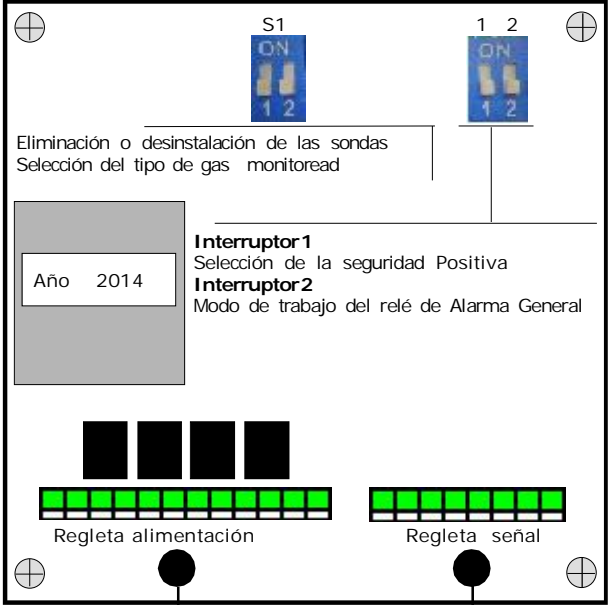 S1
1 2
ON
1 2
ON
1 2
Eliminación o desinstalación de las sondas
Selección del tipo de gas monitoread
Interruptor1
Selección de la seguridad Positiva
Interruptor2
Modo de trabajo del relé de Alarma General
Año 2014
Regleta alimentación
Regleta señal